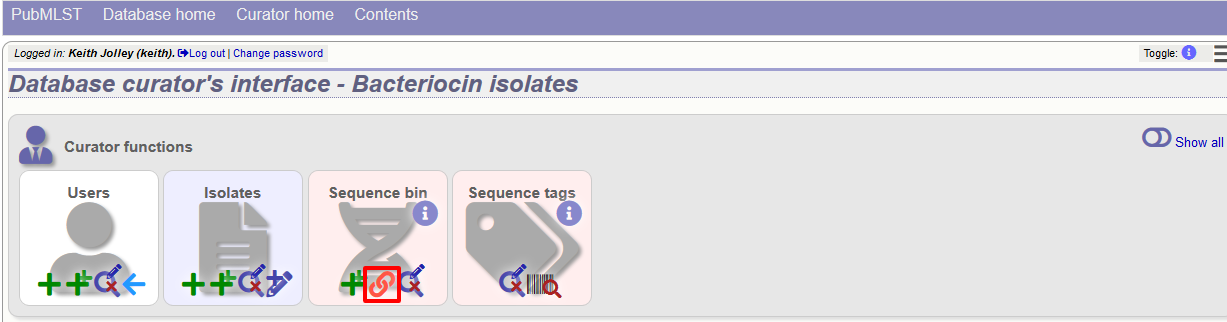 PubMLST Database home Curator home Contents
Logged in: Keith Jolley (keith). Log out | Change password Toggle: i
Database curator's interface - Bacteriocin isolates
Curator functions Show all
Users Isolates Sequence bin Sequence tags
i i